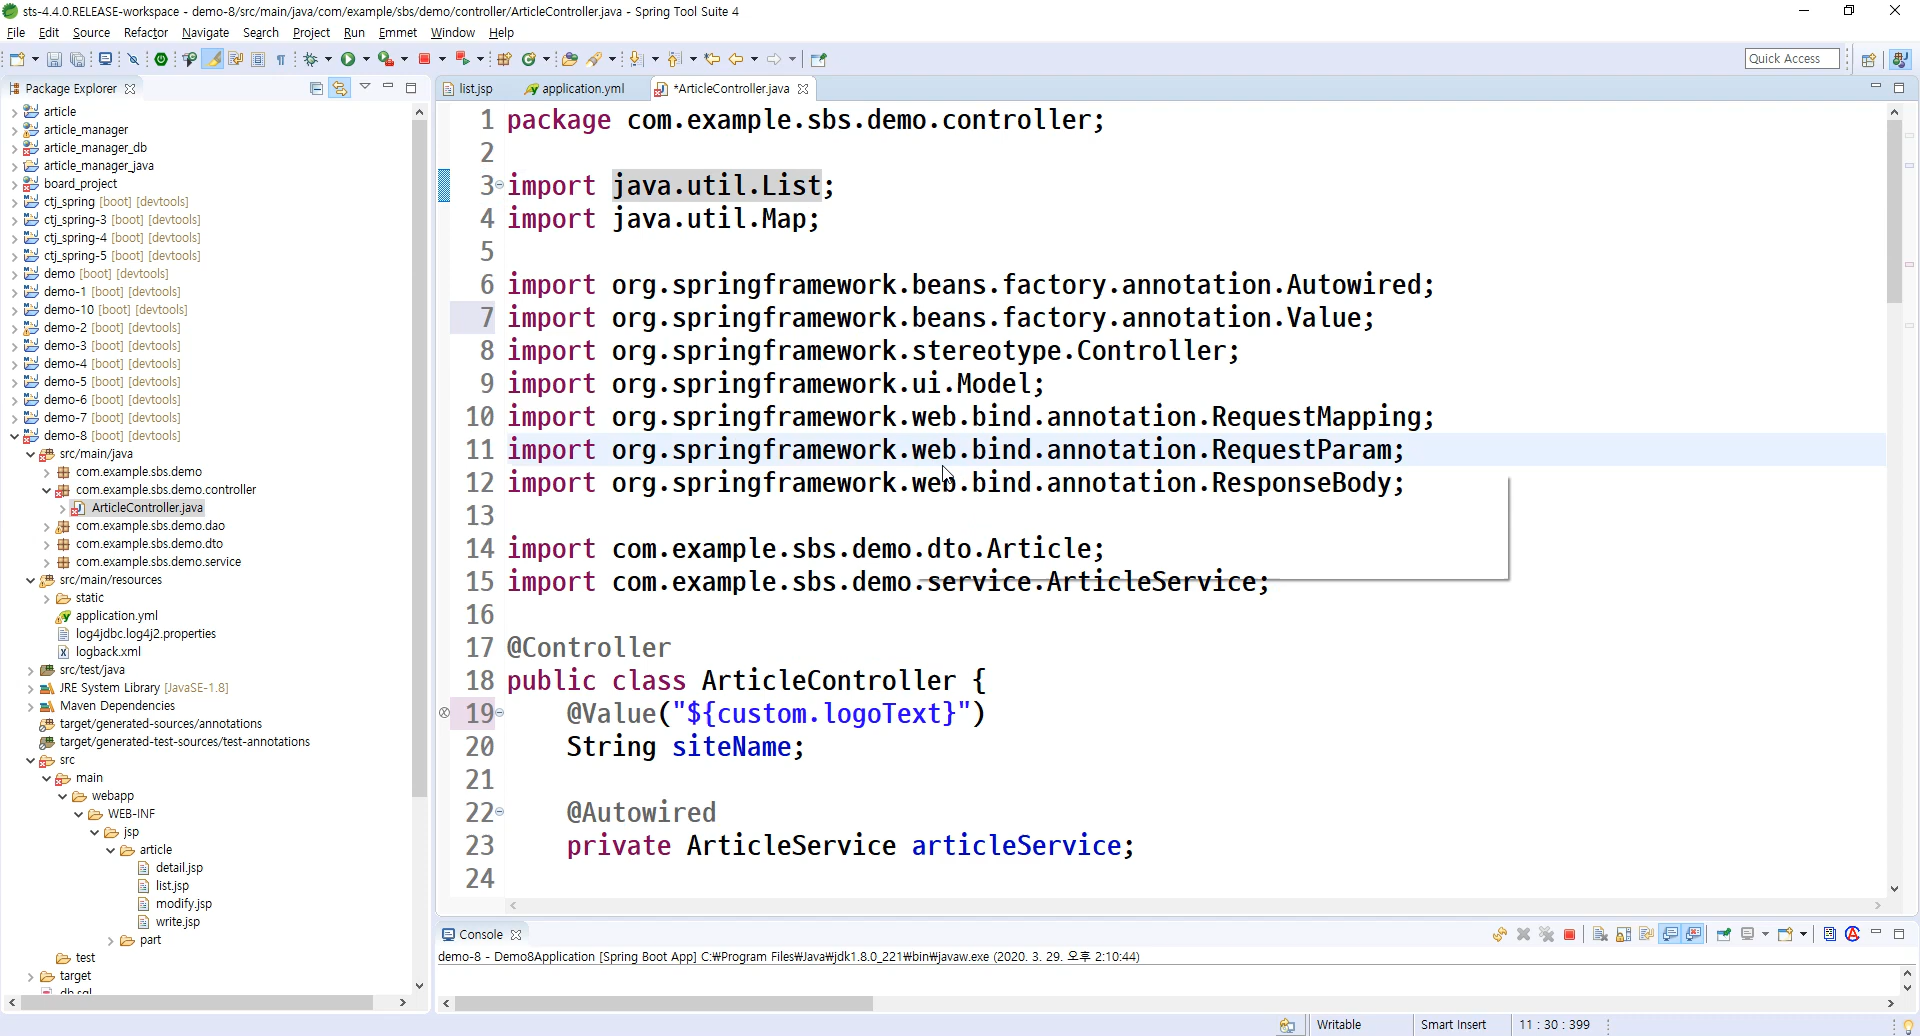 sts-4.4.0.RELEASE-workspace - demo-8/src/main/java/com/example/sbs/demo/controller/ArticleController.java - Spring Tool Suite 4
File Edit Source Refactor Navigate Search Project Run Emmet Window Help
Quick Access
Package Explorer
article
article_manager
article_manager_db
article_manager_java
board_project
ctj_spring [boot] [devtools]
ctj_spring-3 [boot] [devtools]
ctj_spring-4 [boot] [devtools]
ctj_spring-5 [boot] [devtools]
demo [boot] [devtools]
demo-1 [boot] [devtools]
demo-10 [boot] [devtools]
demo-2 [boot] [devtools]
demo-3 [boot] [devtools]
demo-4 [boot] [devtools]
demo-5 [boot] [devtools]
demo-6 [boot] [devtools]
demo-7 [boot] [devtools]
demo-8 [boot] [devtools]
src/main/java
com.example.sbs.demo
com.example.sbs.demo.controller
ArticleController.java
com.example.sbs.demo.dao
com.example.sbs.demo.dto
com.example.sbs.demo.service
src/main/resources
static
application.yml
log4jdbc.log4j2.properties
logback.xml
src/test/java
JRE System Library [JavaSE-1.8]
Maven Dependencies
target/generated-sources/annotations
target/generated-test-sources/test-annotations
src
main
webapp
WEB-INF
jsp
article
detail.jsp
list.jsp
modify.jsp
write.jsp
part
test
target
db.sql
list.jsp application.yml *ArticleController.java
1 package com.example.sbs.demo.controller;
2
3 import java.util.List;
4 import java.util.Map;
5
6 import org.springframework.beans.factory.annotation.Autowired;
7 import org.springframework.beans.factory.annotation.Value;
8 import org.springframework.stereotype.Controller;
9 import org.springframework.ui.Model;
10 import org.springframework.web.bind.annotation.RequestMapping;
11 import org.springframework.web.bind.annotation.RequestParam;
12 import org.springframework.web.bind.annotation.ResponseBody;
13
14 import com.example.sbs.demo.dto.Article;
15 import com.example.sbs.demo.service.ArticleService;
16
17 @Controller
18 public class ArticleController {
19 @Value("${custom.logoText}")
20 String siteName;
21
22 @Autowired
23 private ArticleService articleService;
24
Console
demo-8 - Demo8Application [Spring Boot App] C:₩Program Files₩Java₩jdk1.8.0_221₩bin₩javaw.exe (2020. 3. 29. 오후 2:10:44)
Writable Smart Insert 11 : 30 : 399